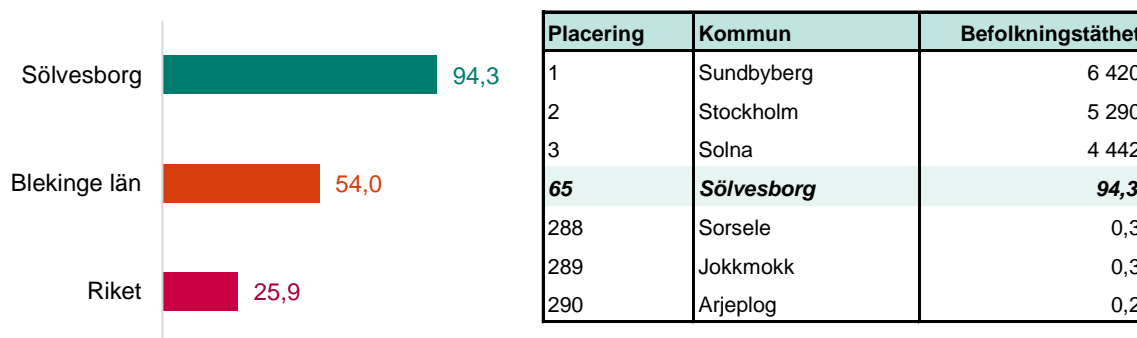 Sölvesborg 94,3
Blekinge län 54,0
Riket 25,9
Placering Kommun Befolkningstäthet
1 Sundbyberg 6 420
2 Stockholm 5 290
3 Solna 4 442
65 Sölvesborg 94,3
288 Sorsele 0,3
289 Jokkmokk 0,3
290 Arjeplog 0,2